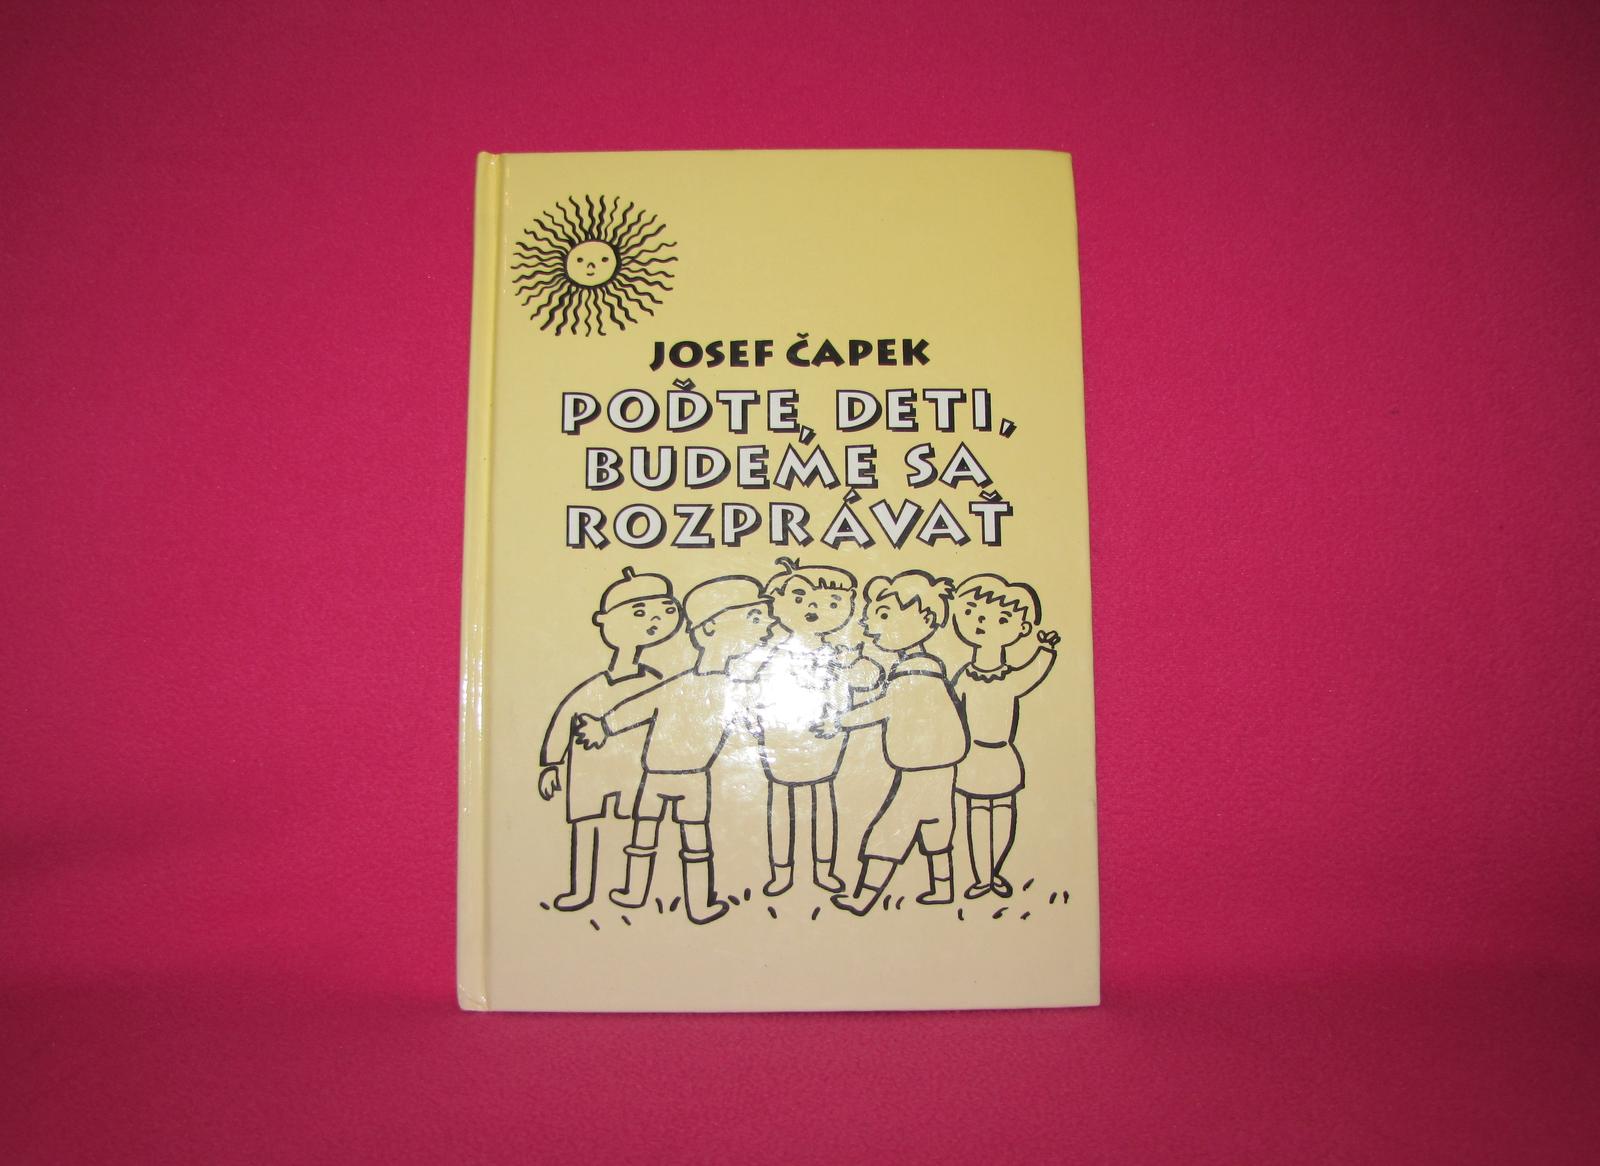 JOSEF ČAPEK
POĎTE, DETI,
BUDEME SA
ROZPRÁVAŤ